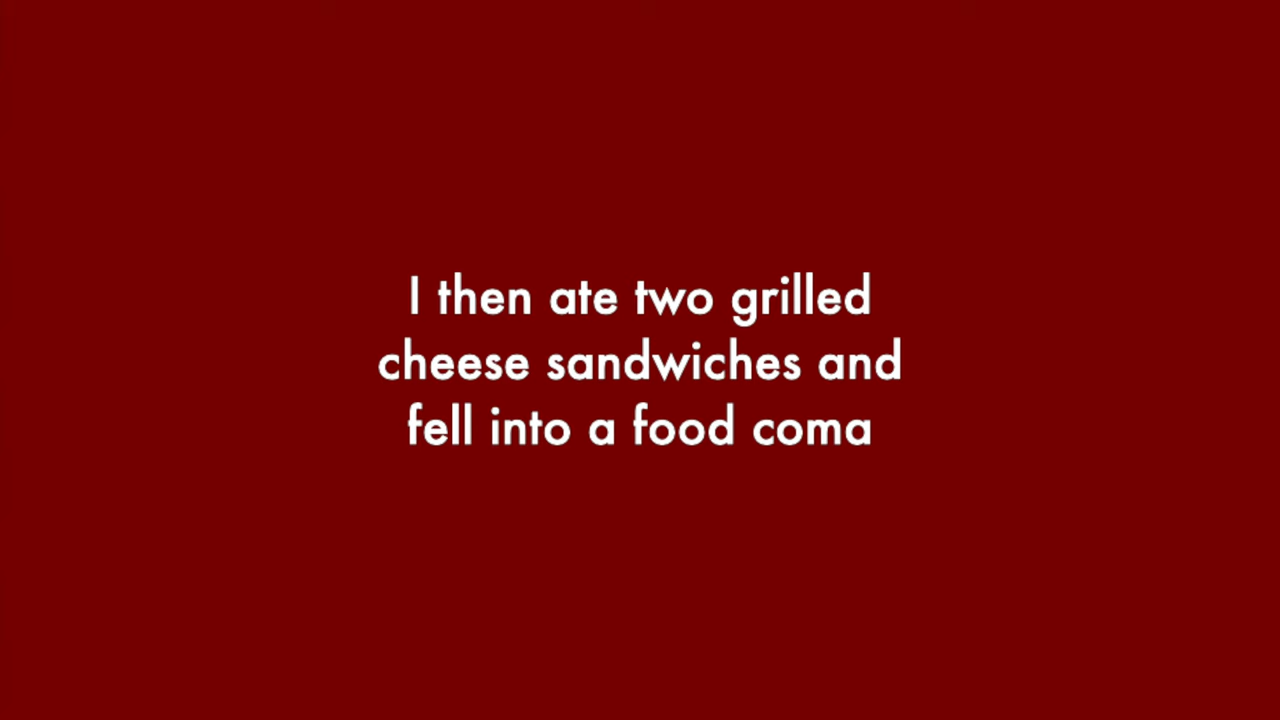 I then ate two grilled
cheese sandwiches and
fell into a food coma